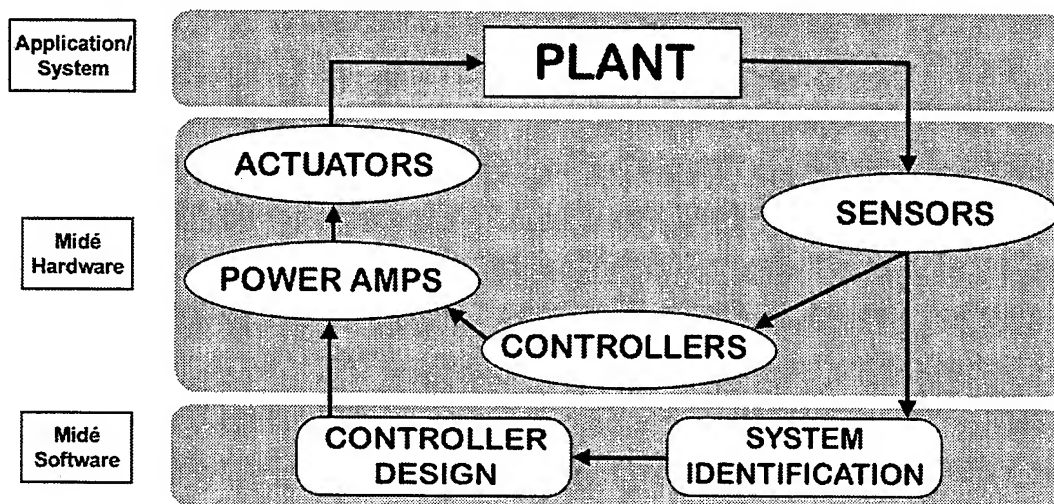 Application/
System
PLANT
ACTUATORS
SENSORS
Midé
Hardware
POWER AMPS
CONTROLLERS
Midé
Software
CONTROLLER
DESIGN
SYSTEM
IDENTIFICATION